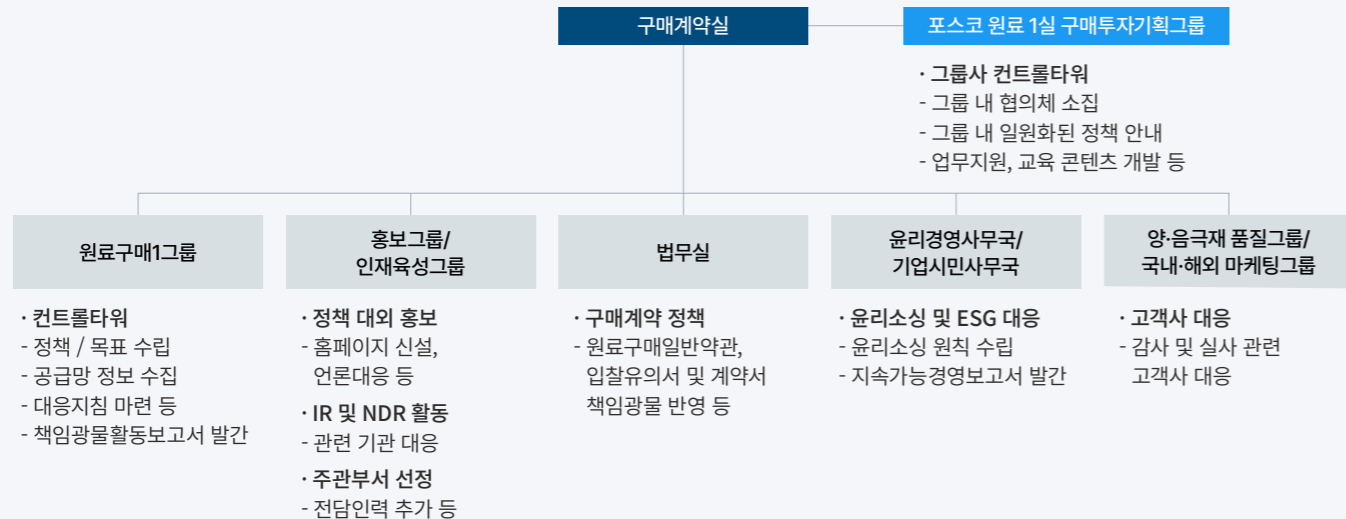 구매계약실
포스코 원료 1실 구매투자기획그룹
· 그룹사 컨트롤타워
- 그룹 내 협의체 소집
- 그룹 내 일원화된 정책 안내
- 업무지원, 교육 콘텐츠 개발 등
원료구매1그룹
· 컨트롤타워
- 정책 / 목표 수립
- 공급망 정보 수집
- 대응지침 마련 등
- 책임광물활동보고서 발간
홍보그룹/
인재육성그룹
· 정책 대외 홍보
- 홈페이지 신설,
언론대응 등
· IR 및 NDR 활동
- 관련 기관 대응
· 주관부서 선정
- 전담인력 추가 등
법무실
· 구매계약 정책
- 원료구매일반약관,
입찰유의서 및 계약서
책임광물 반영 등
윤리경영사무국/
기업시민사무국
· 윤리소싱 및 ESG 대응
- 윤리소싱 원칙 수립
- 지속가능경영보고서 발간
양·음극재 품질그룹/
국내·해외 마케팅그룹
· 고객사 대응
- 감사 및 실사 관련
고객사 대응